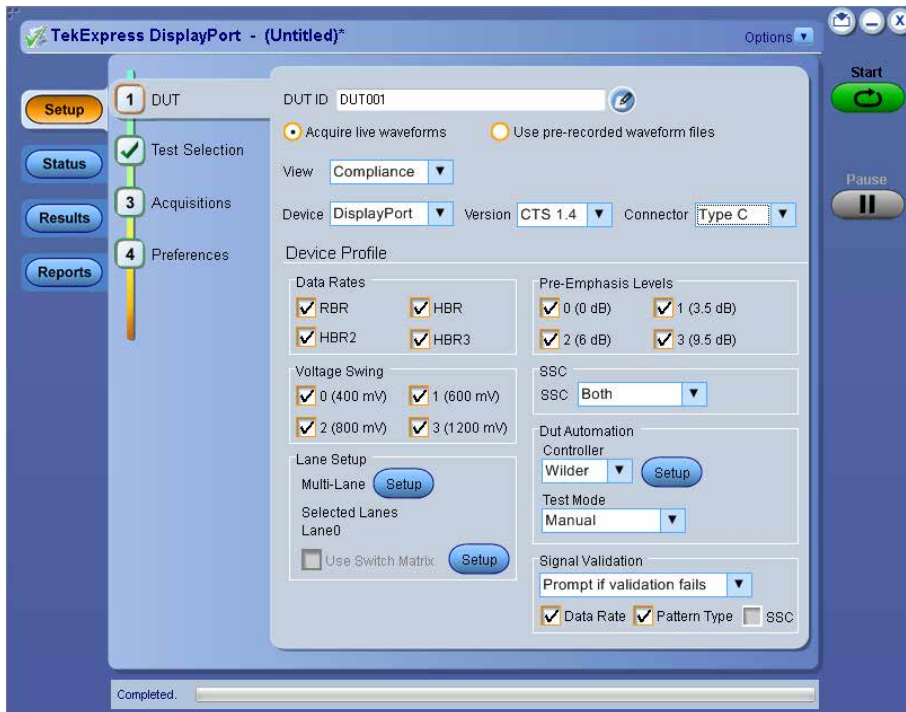 TekExpress DisplayPort - (Untitled)*
Options
Start
Pause
Setup
Status
Results
Reports
1 DUT
Test Selection
3 Acquisitions
4 Preferences
DUT ID DUT001
Acquire live waveforms
Use pre-recorded waveform files
View Compliance
Device DisplayPort Version CTS 1.4 Connector Type C
Device Profile
Data Rates
RBR HBR
HBR2 HBR3
Voltage Swing
0 (400 mV) 1 (600 mV)
2 (800 mV) 3 (1200 mV)
Lane Setup
Multi-Lane Setup
Selected Lanes
Lane0
Use Switch Matrix Setup
Pre-Emphasis Levels
0 (0 dB) 1 (3.5 dB)
2 (6 dB) 3 (9.5 dB)
SSC
SSC Both
Dut Automation
Controller
Wilder Setup
Test Mode
Manual
Signal Validation
Prompt if validation fails
Data Rate Pattern Type SSC
Completed.